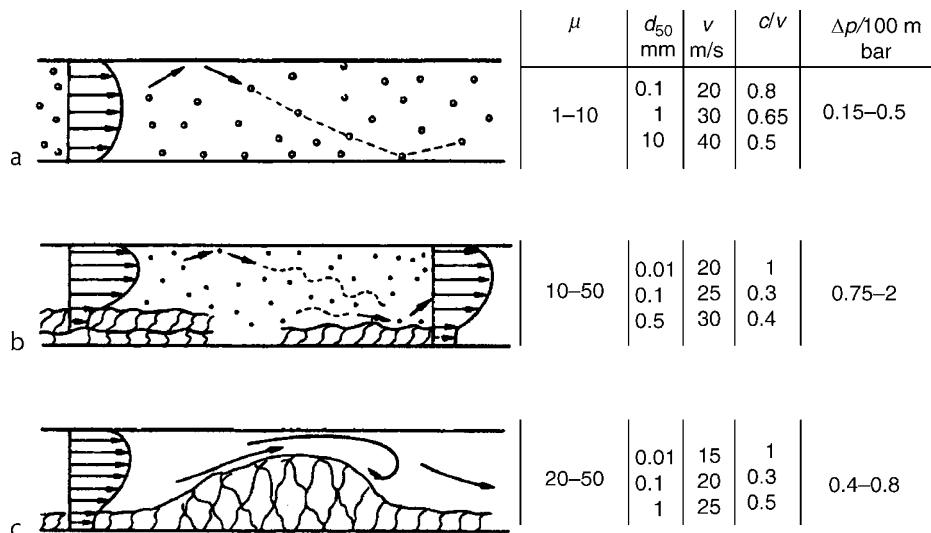 μ d50 v c/v Δp/100 m
mm m/s bar
0.1 20 0.8
1–10 1 30 0.65 0.15–0.5
10 40 0.5
a
0.01 20 1
10–50 0.1 25 0.3 0.75–2
0.5 30 0.4
b
0.01 15 1
20–50 0.1 20 0.3 0.4–0.8
1 25 0.5
c